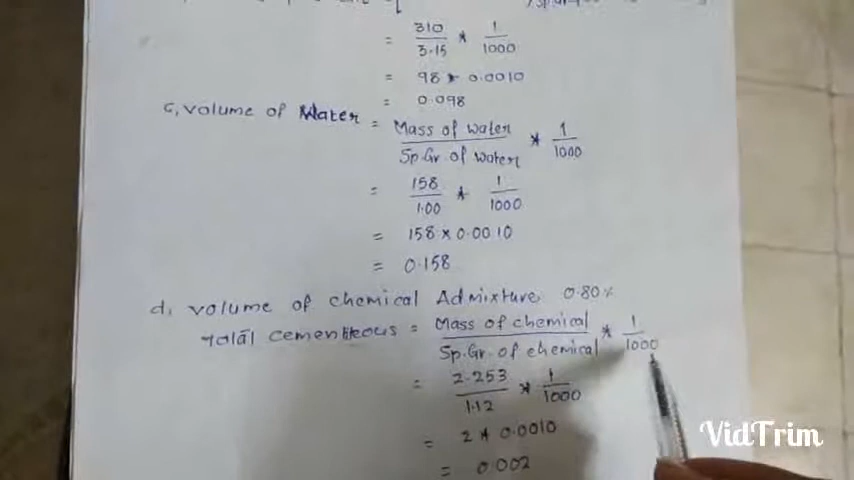 = 310/3.15 * 1/1000
= 98 * 0.0010
= 0.098
c, volume of Water = Mass of water/Sp.Gr. of water * 1/1000
= 158/1.00 * 1/1000
= 158 x 0.0010
= 0.158
d, volume of chemical Admixture 0.80%
Total cementeous = Mass of chemical/Sp.Gr. of chemical * 1/1000
= 2.253/1.12 * 1/1000
= 2 * 0.0010
= 0.002
VidTrim